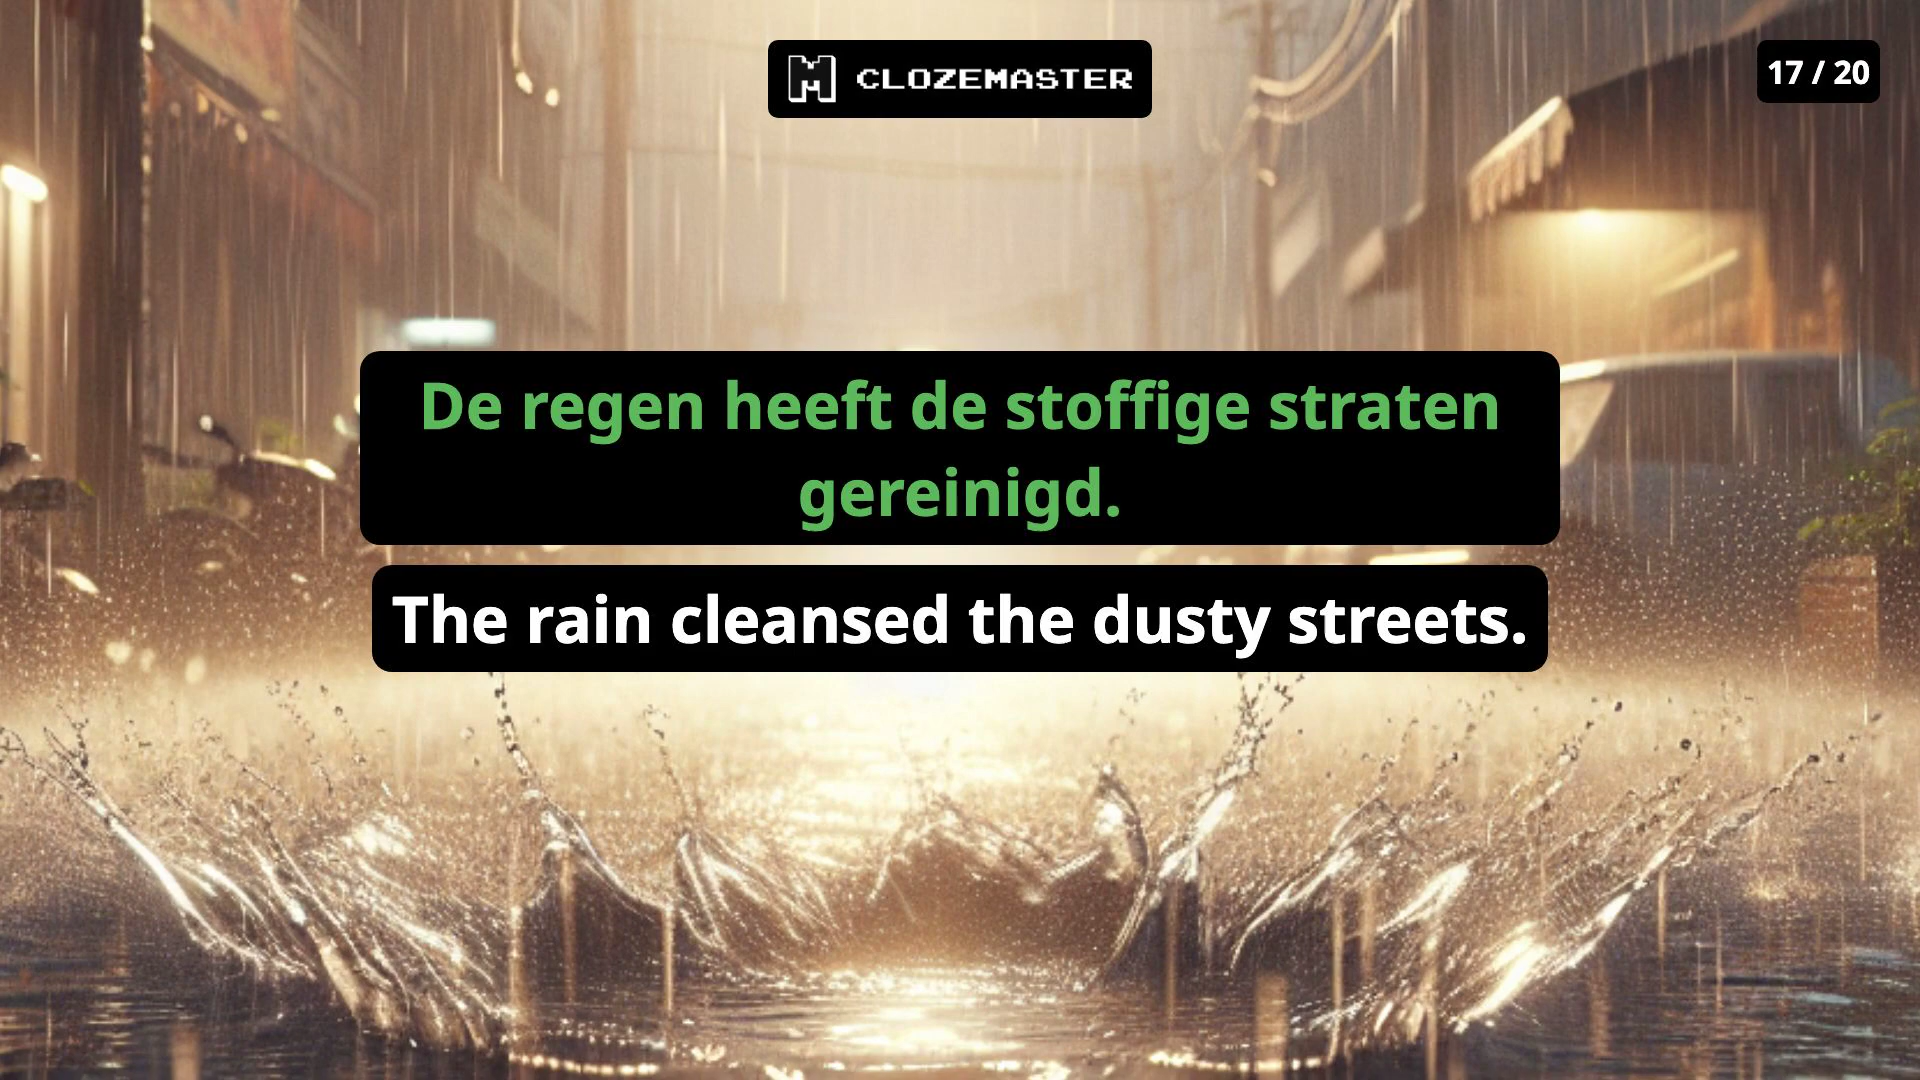 CLOZEMASTER
17 / 20
De regen heeft de stoffige straten
gereinigd.
The rain cleansed the dusty streets.